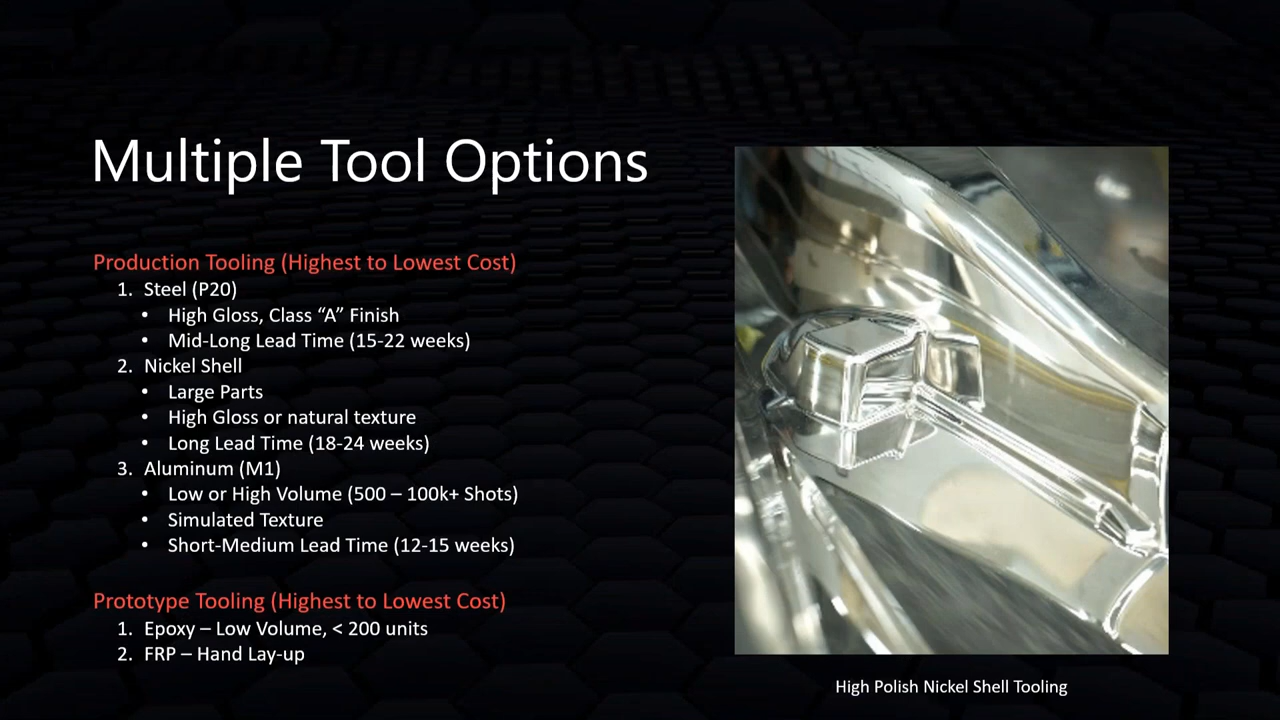 Multiple Tool Options
Production Tooling (Highest to Lowest Cost)
1. Steel (P20)
• High Gloss, Class “A” Finish
• Mid-Long Lead Time (15-22 weeks)
2. Nickel Shell
• Large Parts
• High Gloss or natural texture
• Long Lead Time (18-24 weeks)
3. Aluminum (M1)
• Low or High Volume (500 – 100k+ Shots)
• Simulated Texture
• Short-Medium Lead Time (12-15 weeks)
Prototype Tooling (Highest to Lowest Cost)
1. Epoxy – Low Volume, < 200 units
2. FRP – Hand Lay-up
High Polish Nickel Shell Tooling